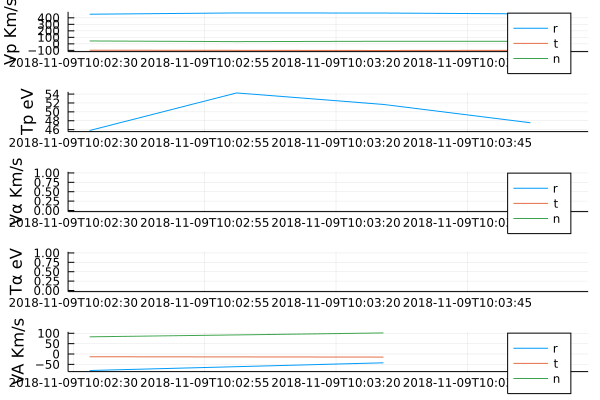 Vp Km/s
400
300
200
100
0
−100
2018-11-09T10:02:30 2018-11-09T10:02:55 2018-11-09T10:03:20 2018-11-09T10:0
r
t
n
Tp eV
54
52
50
48
46
2018-11-09T10:02:30 2018-11-09T10:02:55 2018-11-09T10:03:20 2018-11-09T10:03:45
Vα Km/s
1.00
0.75
0.50
0.25
0.00
2018-11-09T10:02:30 2018-11-09T10:02:55 2018-11-09T10:03:20 2018-11-09T10:0
r
t
n
Tα eV
1.00
0.75
0.50
0.25
0.00
2018-11-09T10:02:30 2018-11-09T10:02:55 2018-11-09T10:03:20 2018-11-09T10:03:45
VA Km/s
100
50
0
−50
2018-11-09T10:02:30 2018-11-09T10:02:55 2018-11-09T10:03:20 2018-11-09T10:0
r
t
n